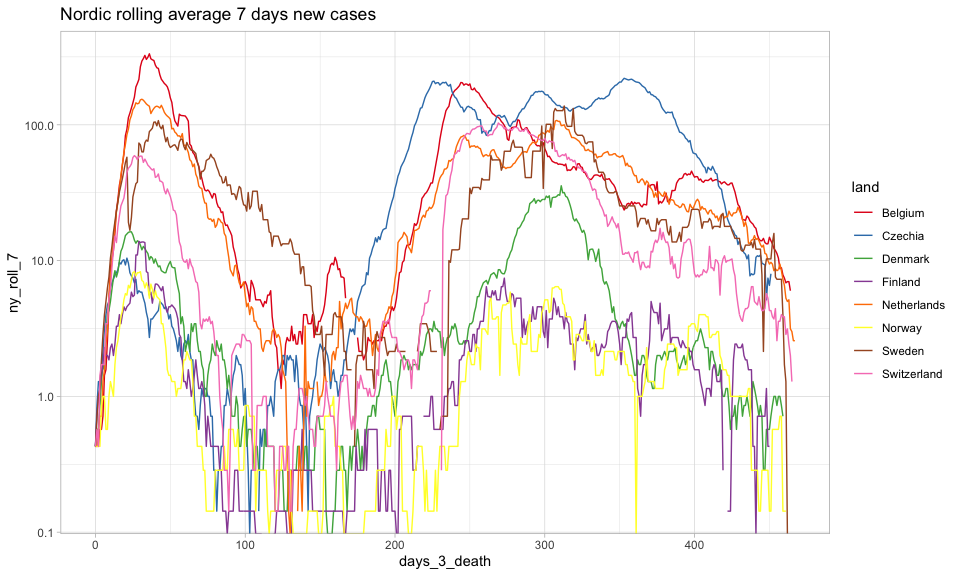 Nordic rolling average 7 days new cases
ny_roll_7
100.0
10.0
1.0
0.1
0
100
200
300
400
days_3_death
land
Belgium
Czechia
Denmark
Finland
Netherlands
Norway
Sweden
Switzerland